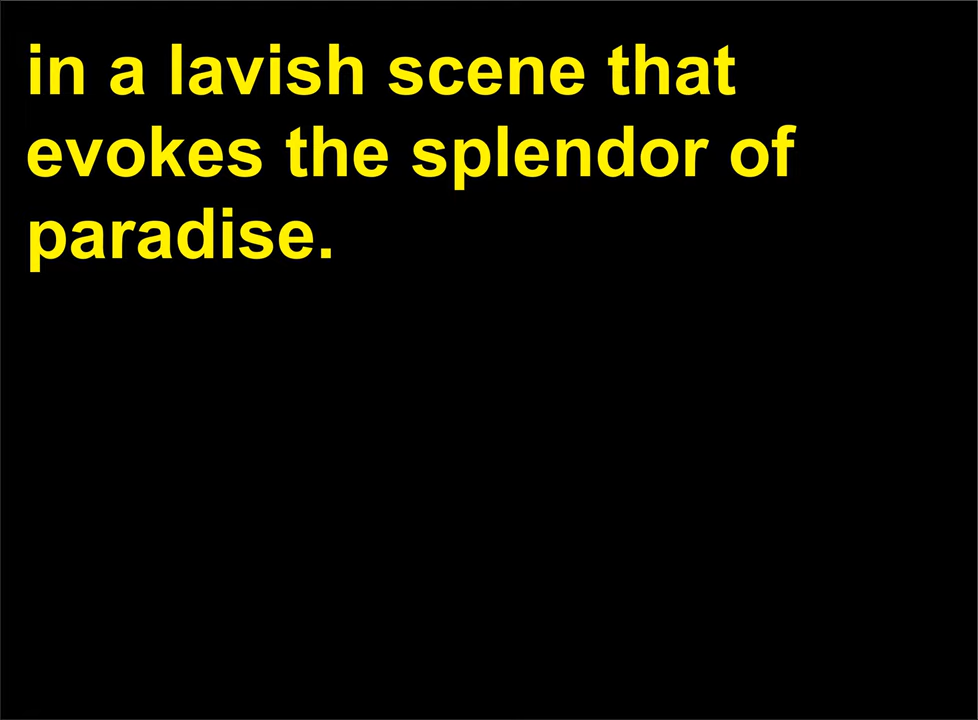 in a lavish scene that
evokes the splendor of
paradise.